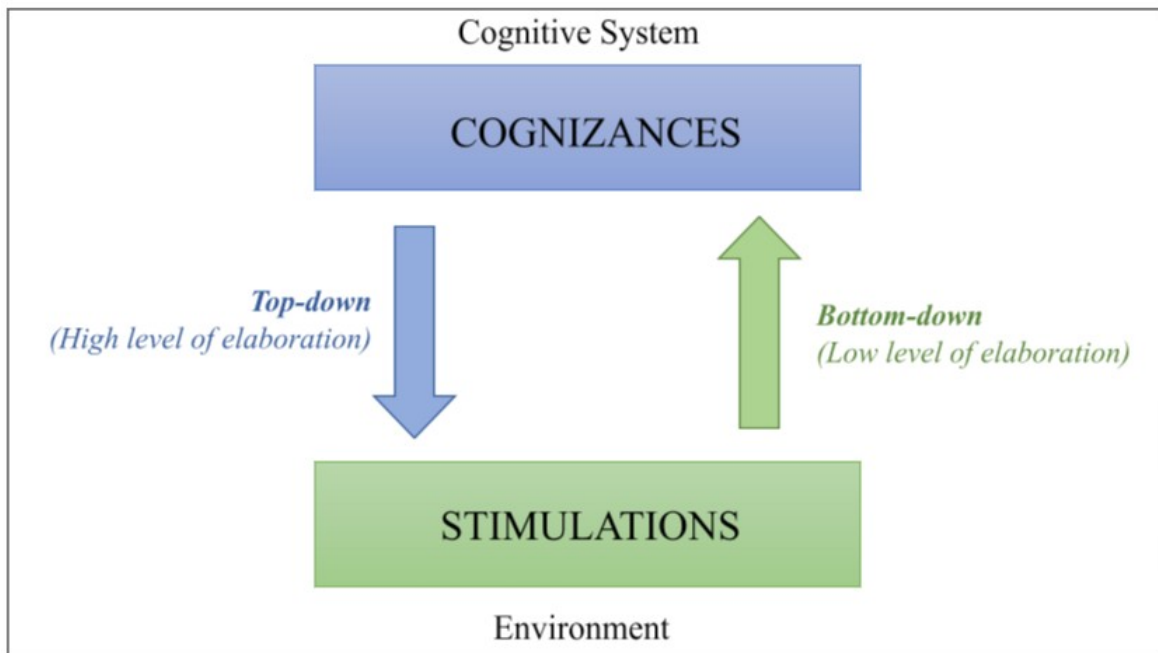 Cognitive System
COGNIZANCES
Top-down
(High level of elaboration)
Bottom-down
(Low level of elaboration)
STIMULATIONS
Environment